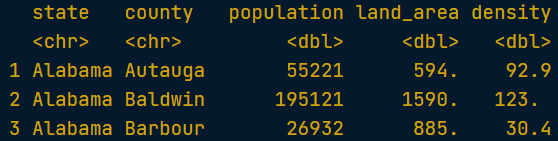 state county population land_area density
<chr> <chr> <dbl> <dbl> <dbl>
1 Alabama Autauga 55221 594. 92.9
2 Alabama Baldwin 195121 1590. 123.
3 Alabama Barbour 26932 885. 30.4